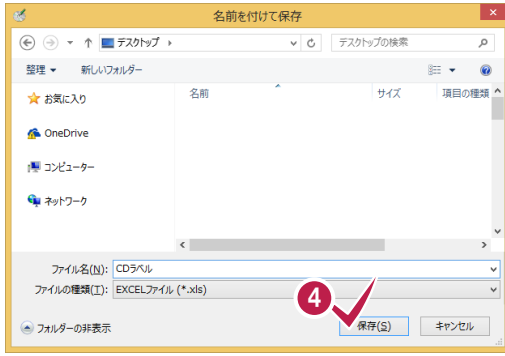 名前を付けて保存
デスクトップ
デスクトップの検索
整理
新しいフォルダー
お気に入り
OneDrive
コンピューター
ネットワーク
名前
サイズ
項目の種類
ファイル名(N):
CDラベル
ファイルの種類(T):
EXCELファイル (*.xls)
4
フォルダーの非表示
保存(S)
キャンセル